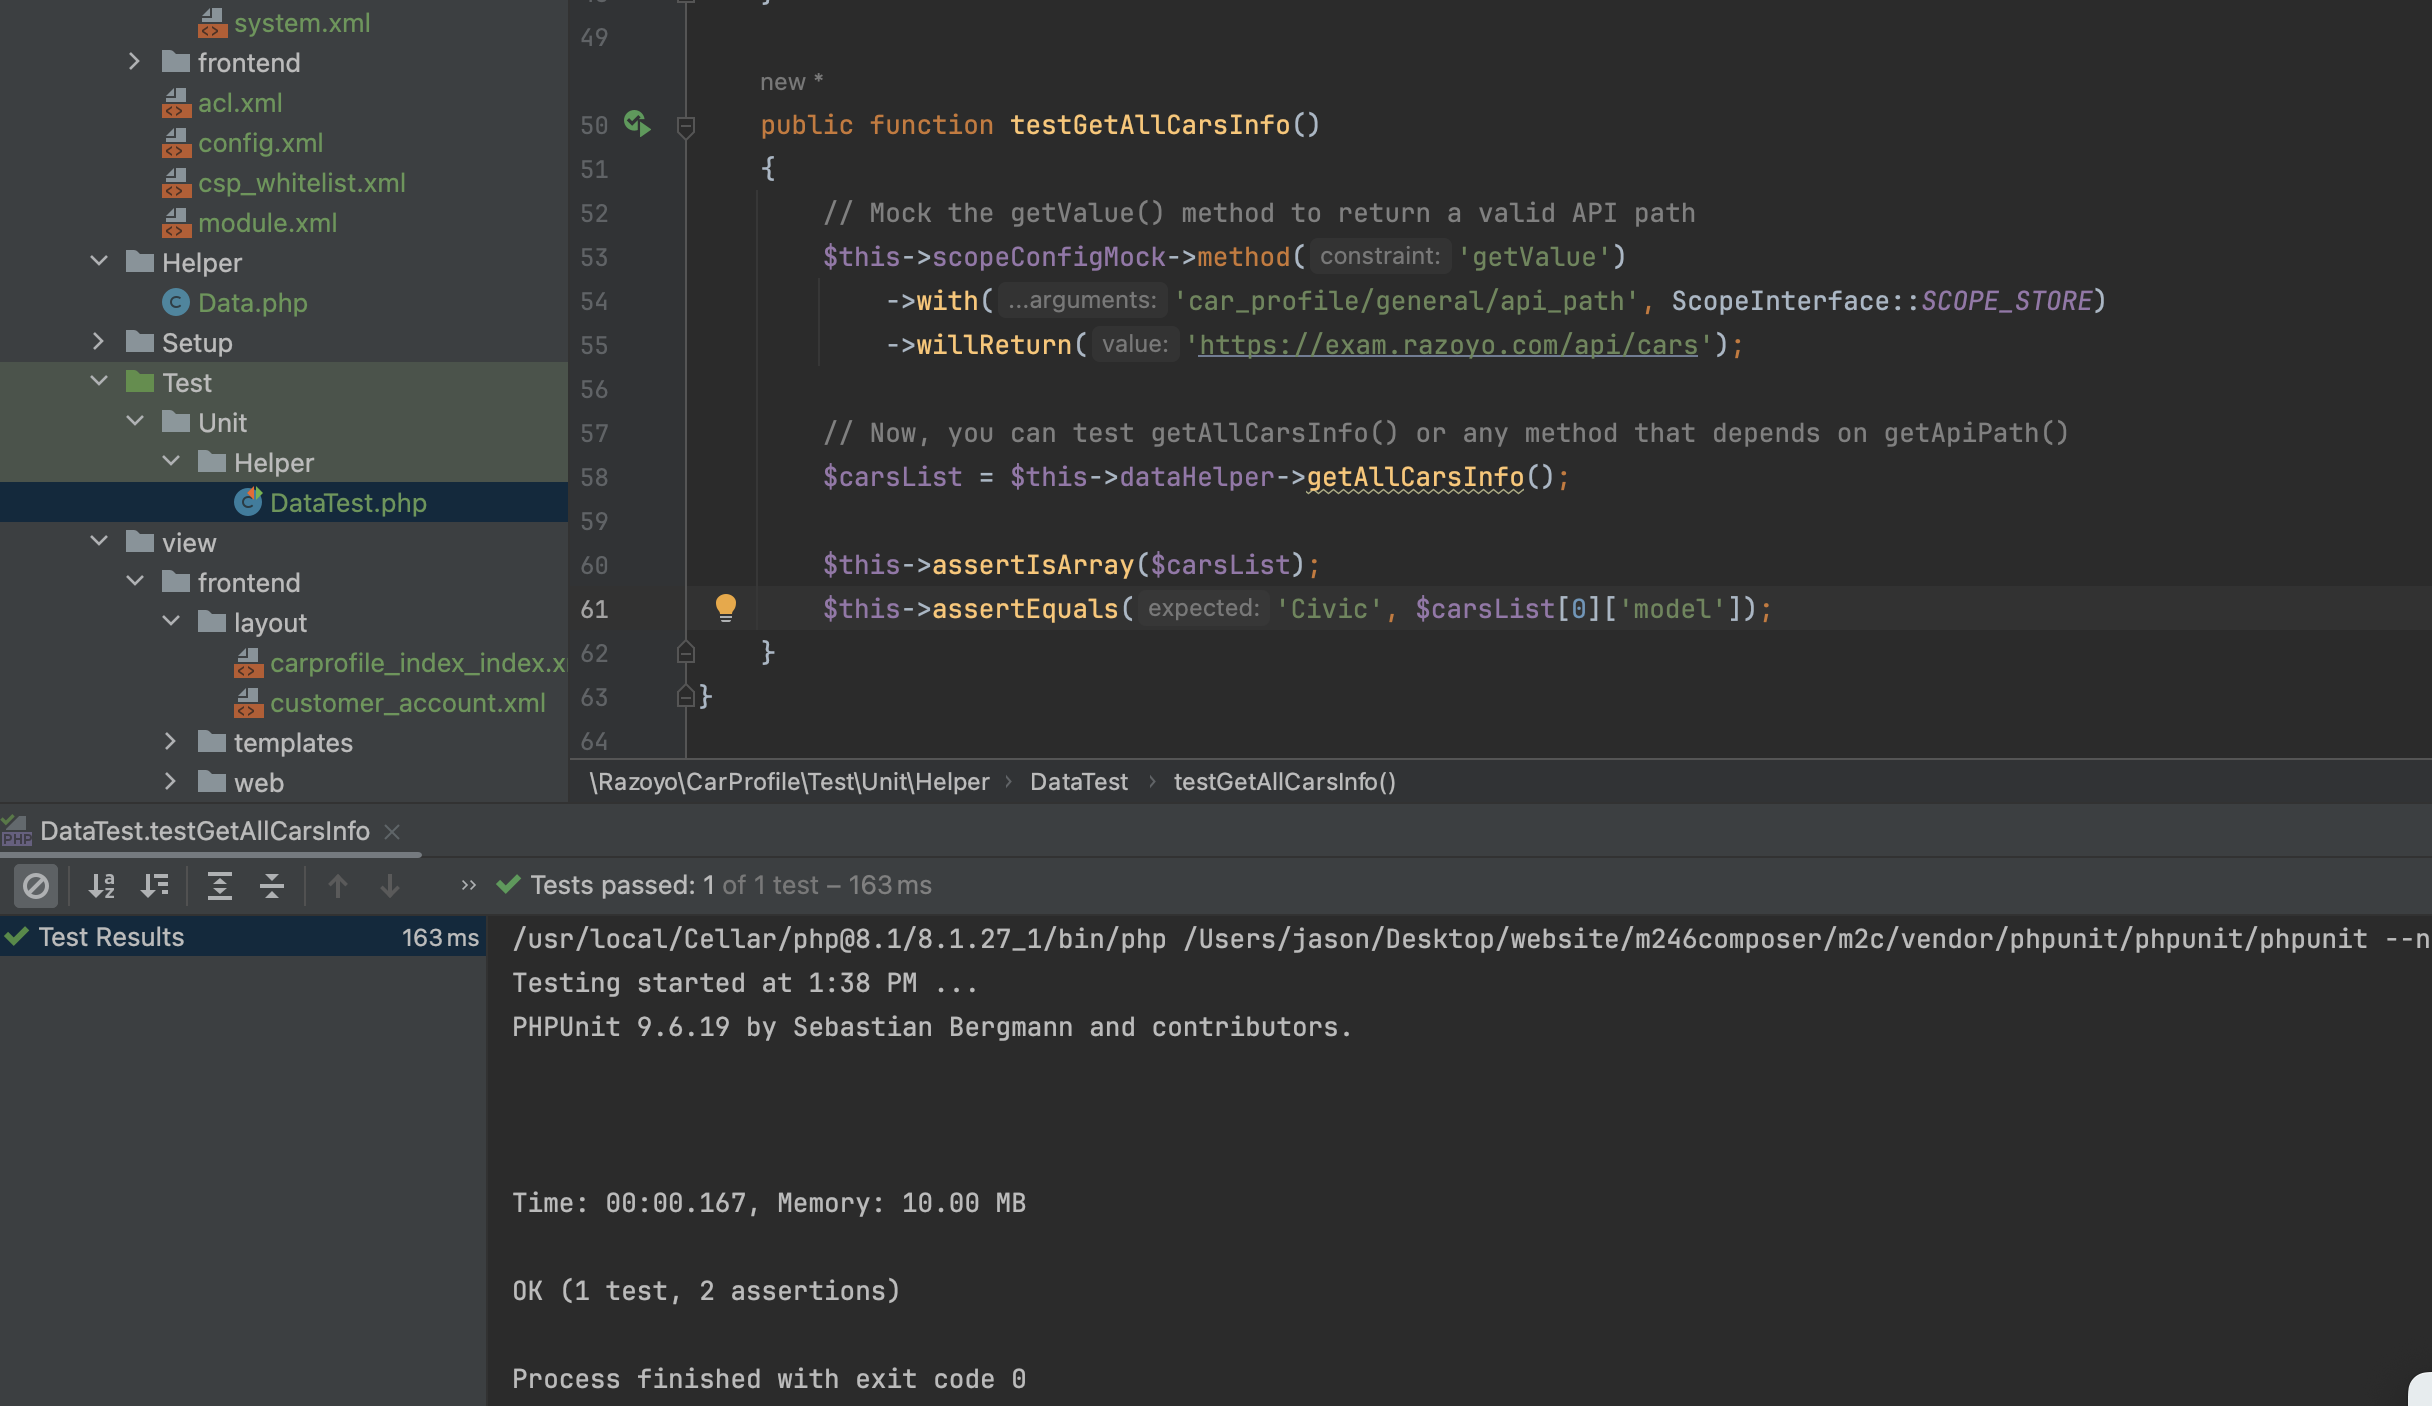 system.xml
frontend
acl.xml
config.xml
csp_whitelist.xml
module.xml
Helper
Data.php
Setup
Test
Unit
Helper
DataTest.php
view
frontend
layout
carprofile_index_index.x
customer_account.xml
templates
web
49
new *
50 public function testGetAllCarsInfo()
51 {
52 // Mock the getValue() method to return a valid API path
53 $this->scopeConfigMock->method( constraint: 'getValue')
54 ->with( ...arguments: 'car_profile/general/api_path', ScopeInterface::SCOPE_STORE)
55 ->willReturn( value: 'https://exam.razoyo.com/api/cars');
56
57 // Now, you can test getAllCarsInfo() or any method that depends on getApiPath()
58 $carsList = $this->dataHelper->getAllCarsInfo();
59
60 $this->assertIsArray($carsList);
61 $this->assertEquals( expected: 'Civic', $carsList[0]['model']);
62 }
63 }
64
\Razoyo\CarProfile\Test\Unit\Helper › DataTest › testGetAllCarsInfo()
PHP DataTest.testGetAllCarsInfo ×
» Tests passed: 1 of 1 test – 163 ms
Test Results 163 ms
/usr/local/Cellar/php@8.1/8.1.27_1/bin/php /Users/jason/Desktop/website/m246composer/m2c/vendor/phpunit/phpunit/phpunit --n
Testing started at 1:38 PM ...
PHPUnit 9.6.19 by Sebastian Bergmann and contributors.
Time: 00:00.167, Memory: 10.00 MB
OK (1 test, 2 assertions)
Process finished with exit code 0